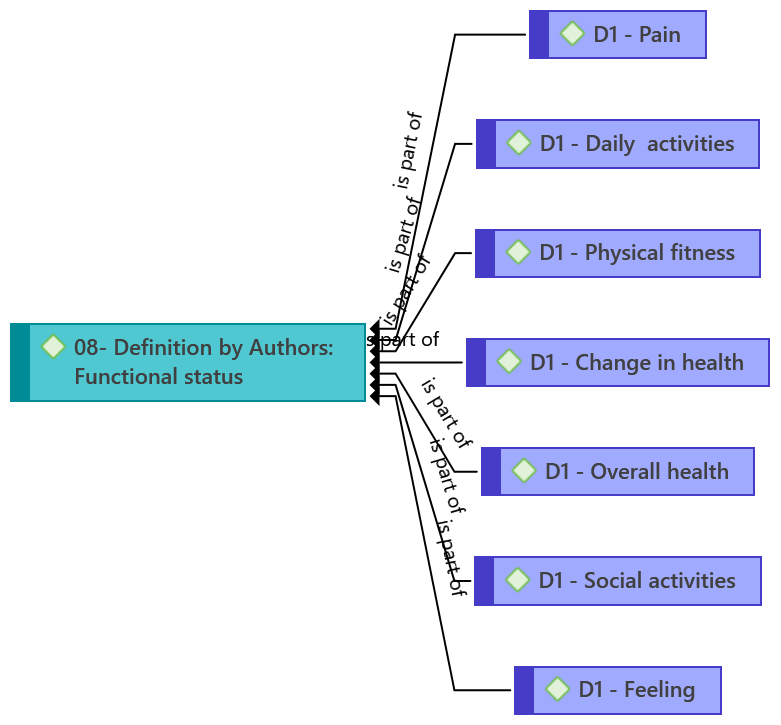 D1 - Pain
is part of
D1 - Daily  activities
is part of
D1 - Physical fitness
is part of
08- Definition by Authors:
Functional status
is part of
D1 - Change in health
is part of
D1 - Overall health
is part of
D1 - Social activities
is part of
D1 - Feeling